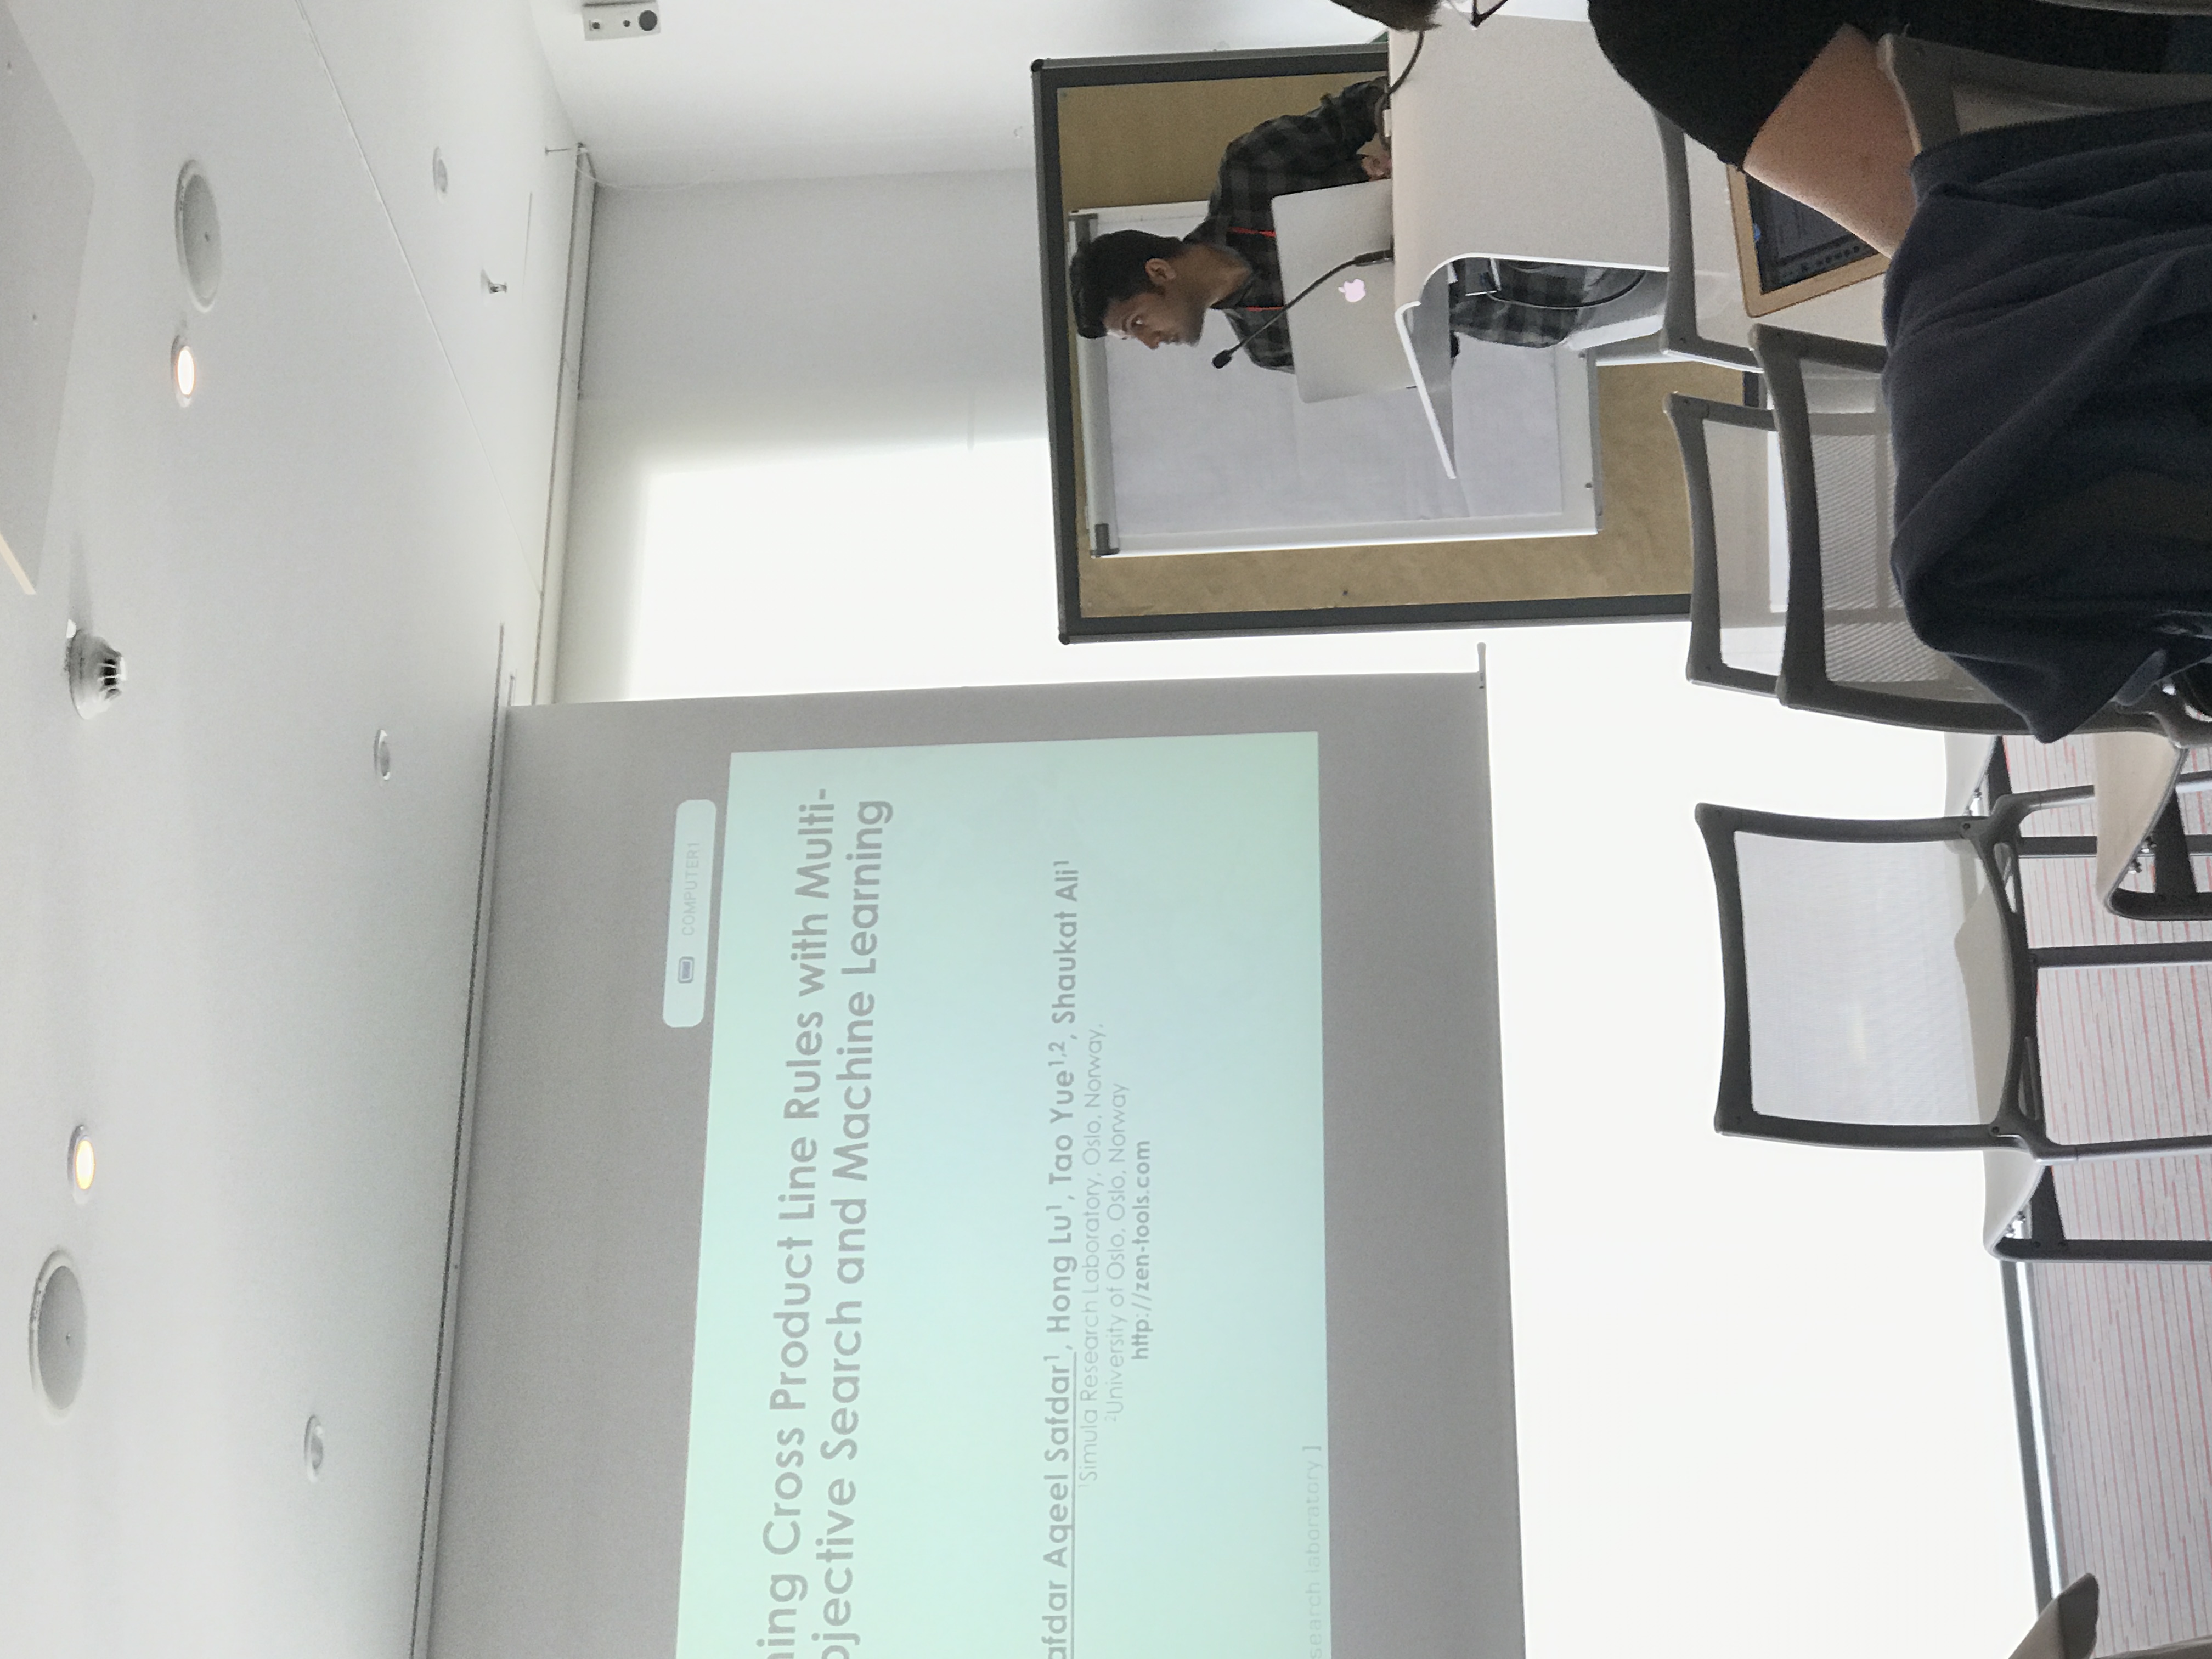 COMPUTER1
ing Cross Product Line Rules with Multi-
bjective Search and Machine Learning
afdar Aqeel Safdar¹, Hong Lu¹, Tao Yue¹,², Shaukat Ali¹
¹Simula Research Laboratory, Oslo, Norway,
²University of Oslo, Oslo, Norway
http://zen-tools.com
search laboratory ]